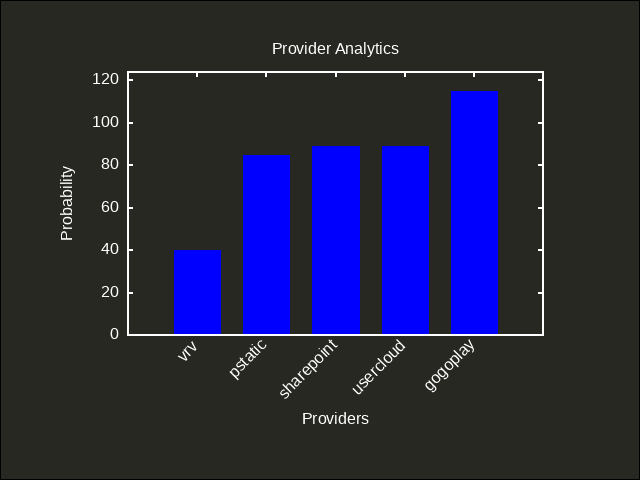 Provider Analytics
120
100
80
60
40
20
0
Probability
vrv
pstatic
sharepoint
usercloud
gogoplay
Providers